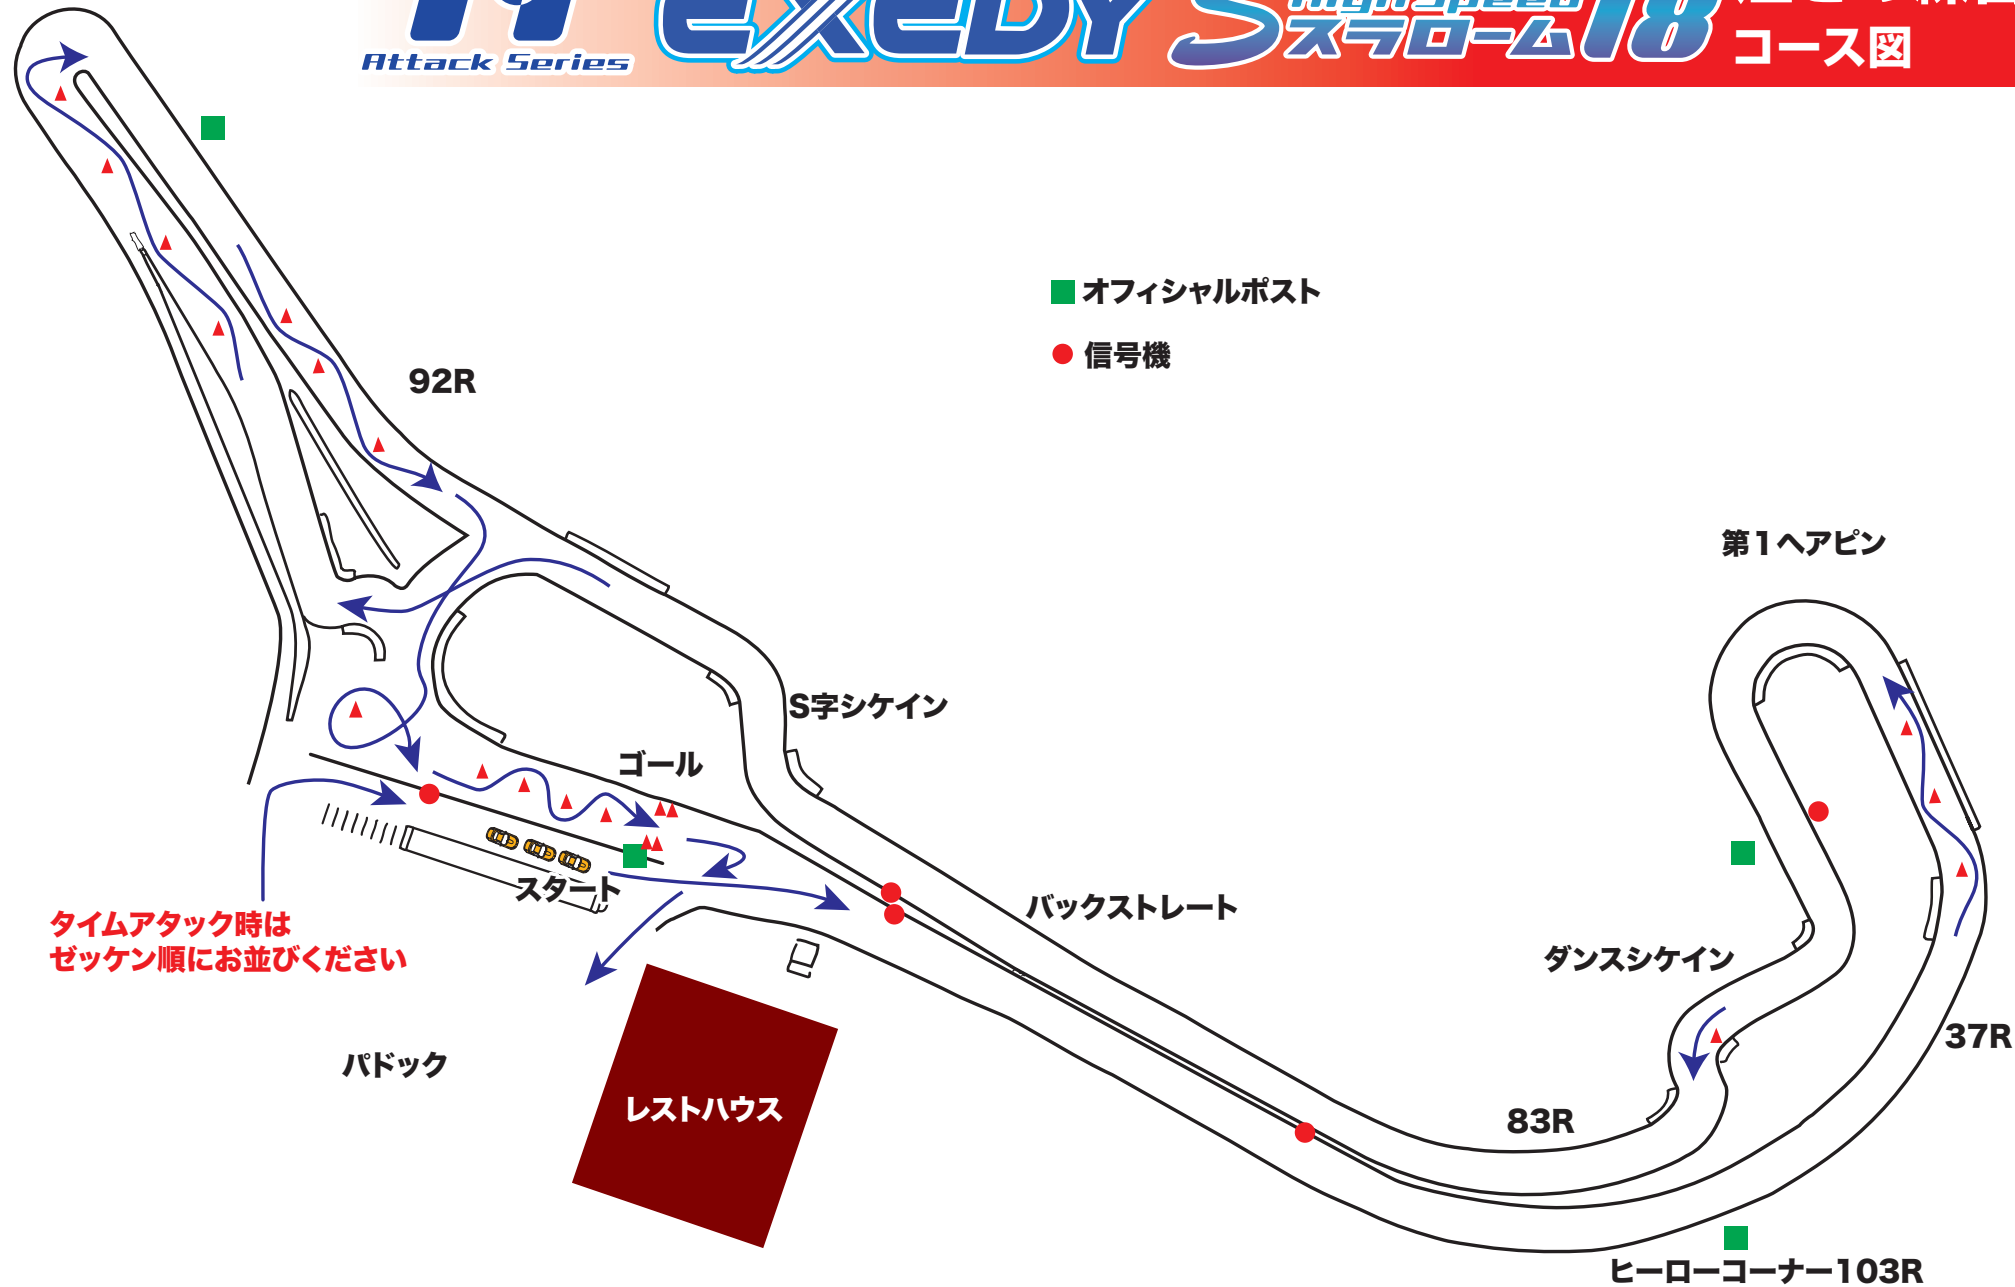 Attack Series
EXEDY
High Speed
スラローム18
コース図
オフィシャルポスト
信号機
92R
第1ヘアピン
S字シケイン
ゴール
スタート
バックストレート
タイムアタック時は
ゼッケン順にお並びください
ダンスシケイン
37R
パドック
レストハウス
83R
ヒーローコーナー103R